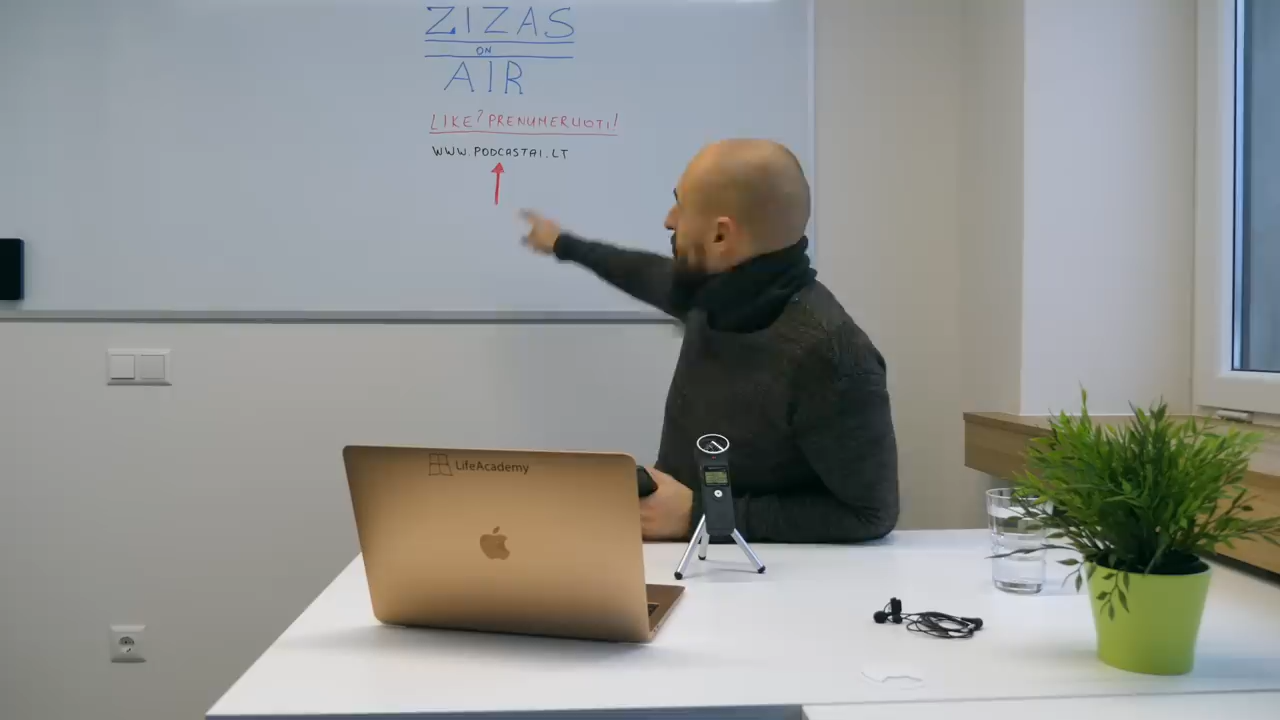 ZIZAS
ON
AIR
LIKE? PRENUMERUOTI!
WWW.PODCASTAI.LT
LifeAcademy